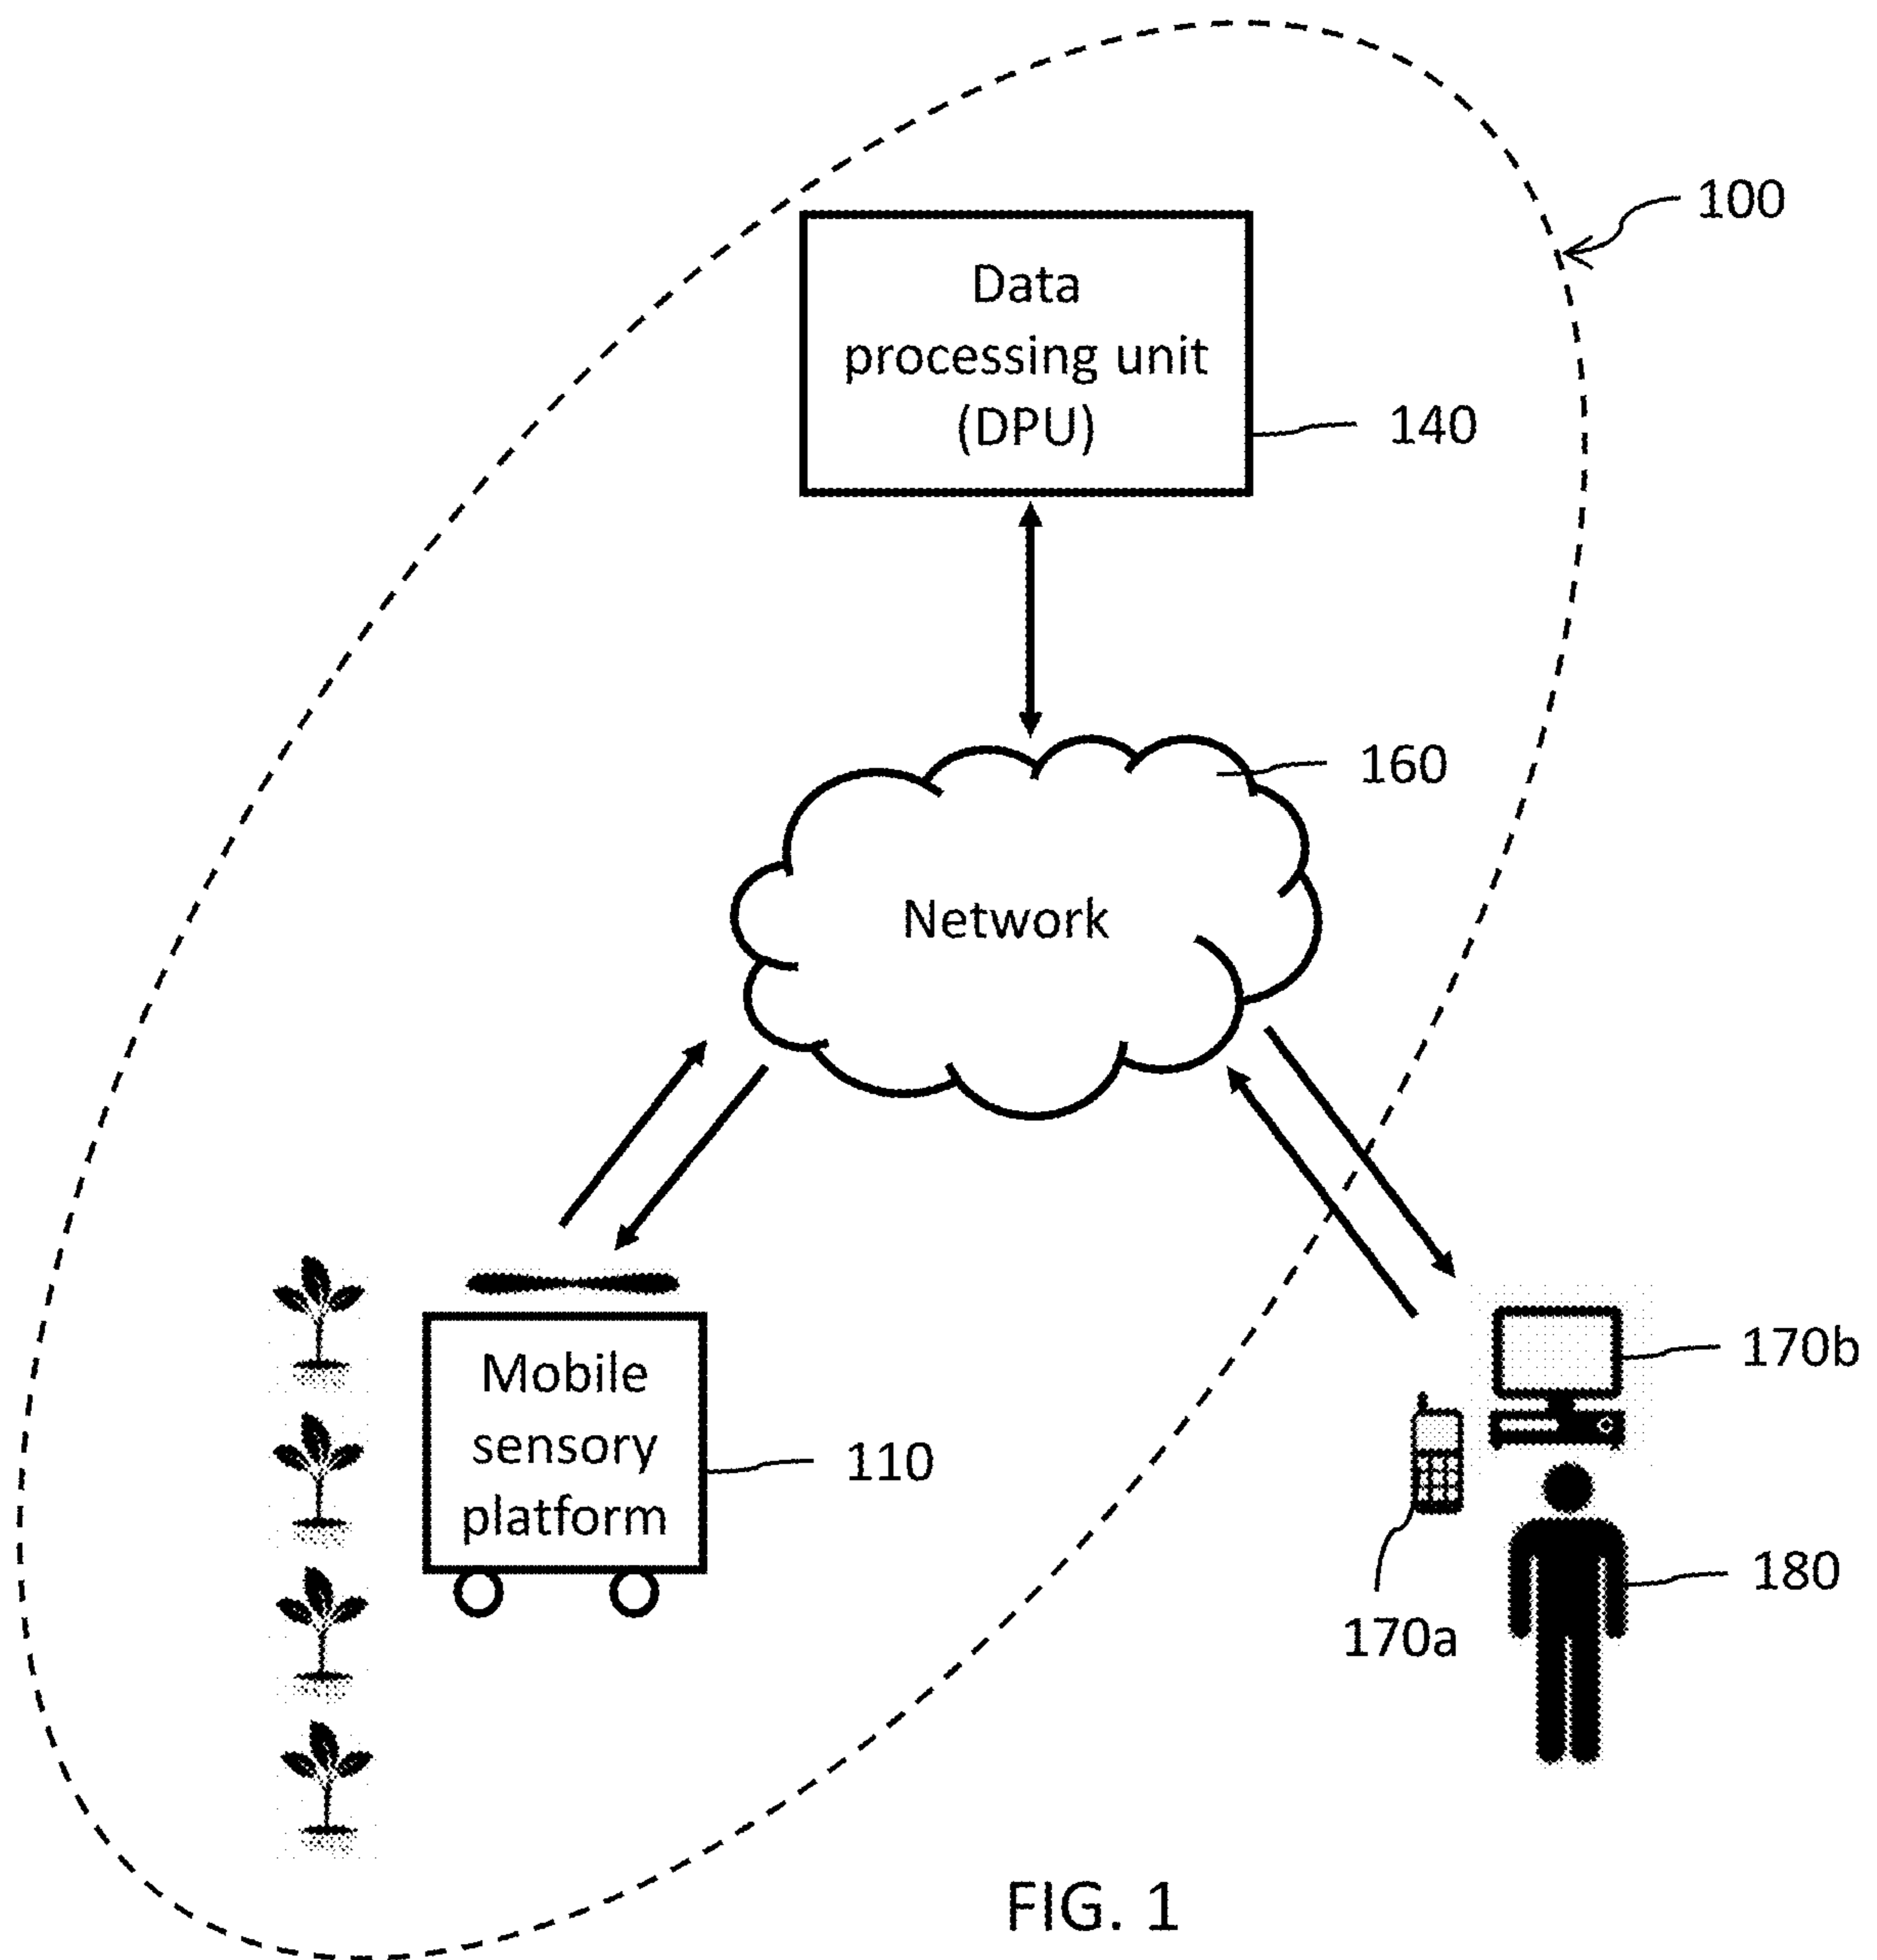 100
Data
processing unit
(DPU)
140
160
Network
Mobile
sensory
platform
110
170b
170a
180
FIG. 1